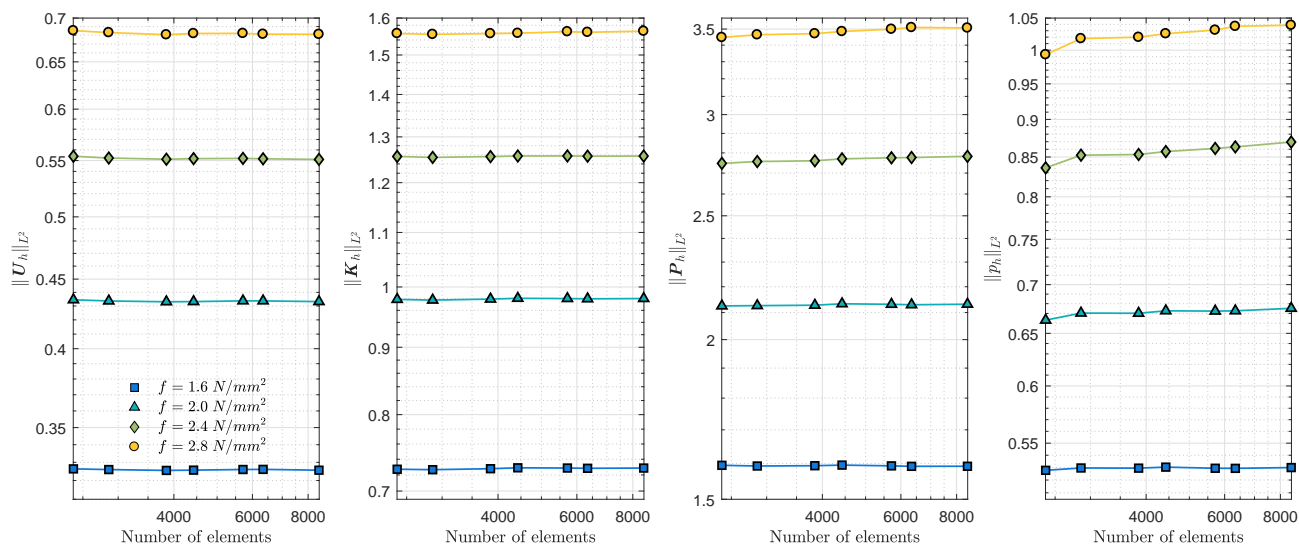 0.7
0.65
0.6
0.55
0.5
0.45
0.4
0.35
‖U_h‖_{L²}
f = 1.6 N/mm²
f = 2.0 N/mm²
f = 2.4 N/mm²
f = 2.8 N/mm²
4000 6000 8000
Number of elements
1.6
1.5
1.4
1.3
1.2
1.1
1
0.9
0.8
0.7
‖K_h‖_{L²}
4000 6000 8000
Number of elements
3.5
3
2.5
2
1.5
‖P_h‖_{L²}
4000 6000 8000
Number of elements
1.05
1
0.95
0.9
0.85
0.8
0.75
0.7
0.65
0.6
0.55
‖p_h‖_{L²}
4000 6000 8000
Number of elements